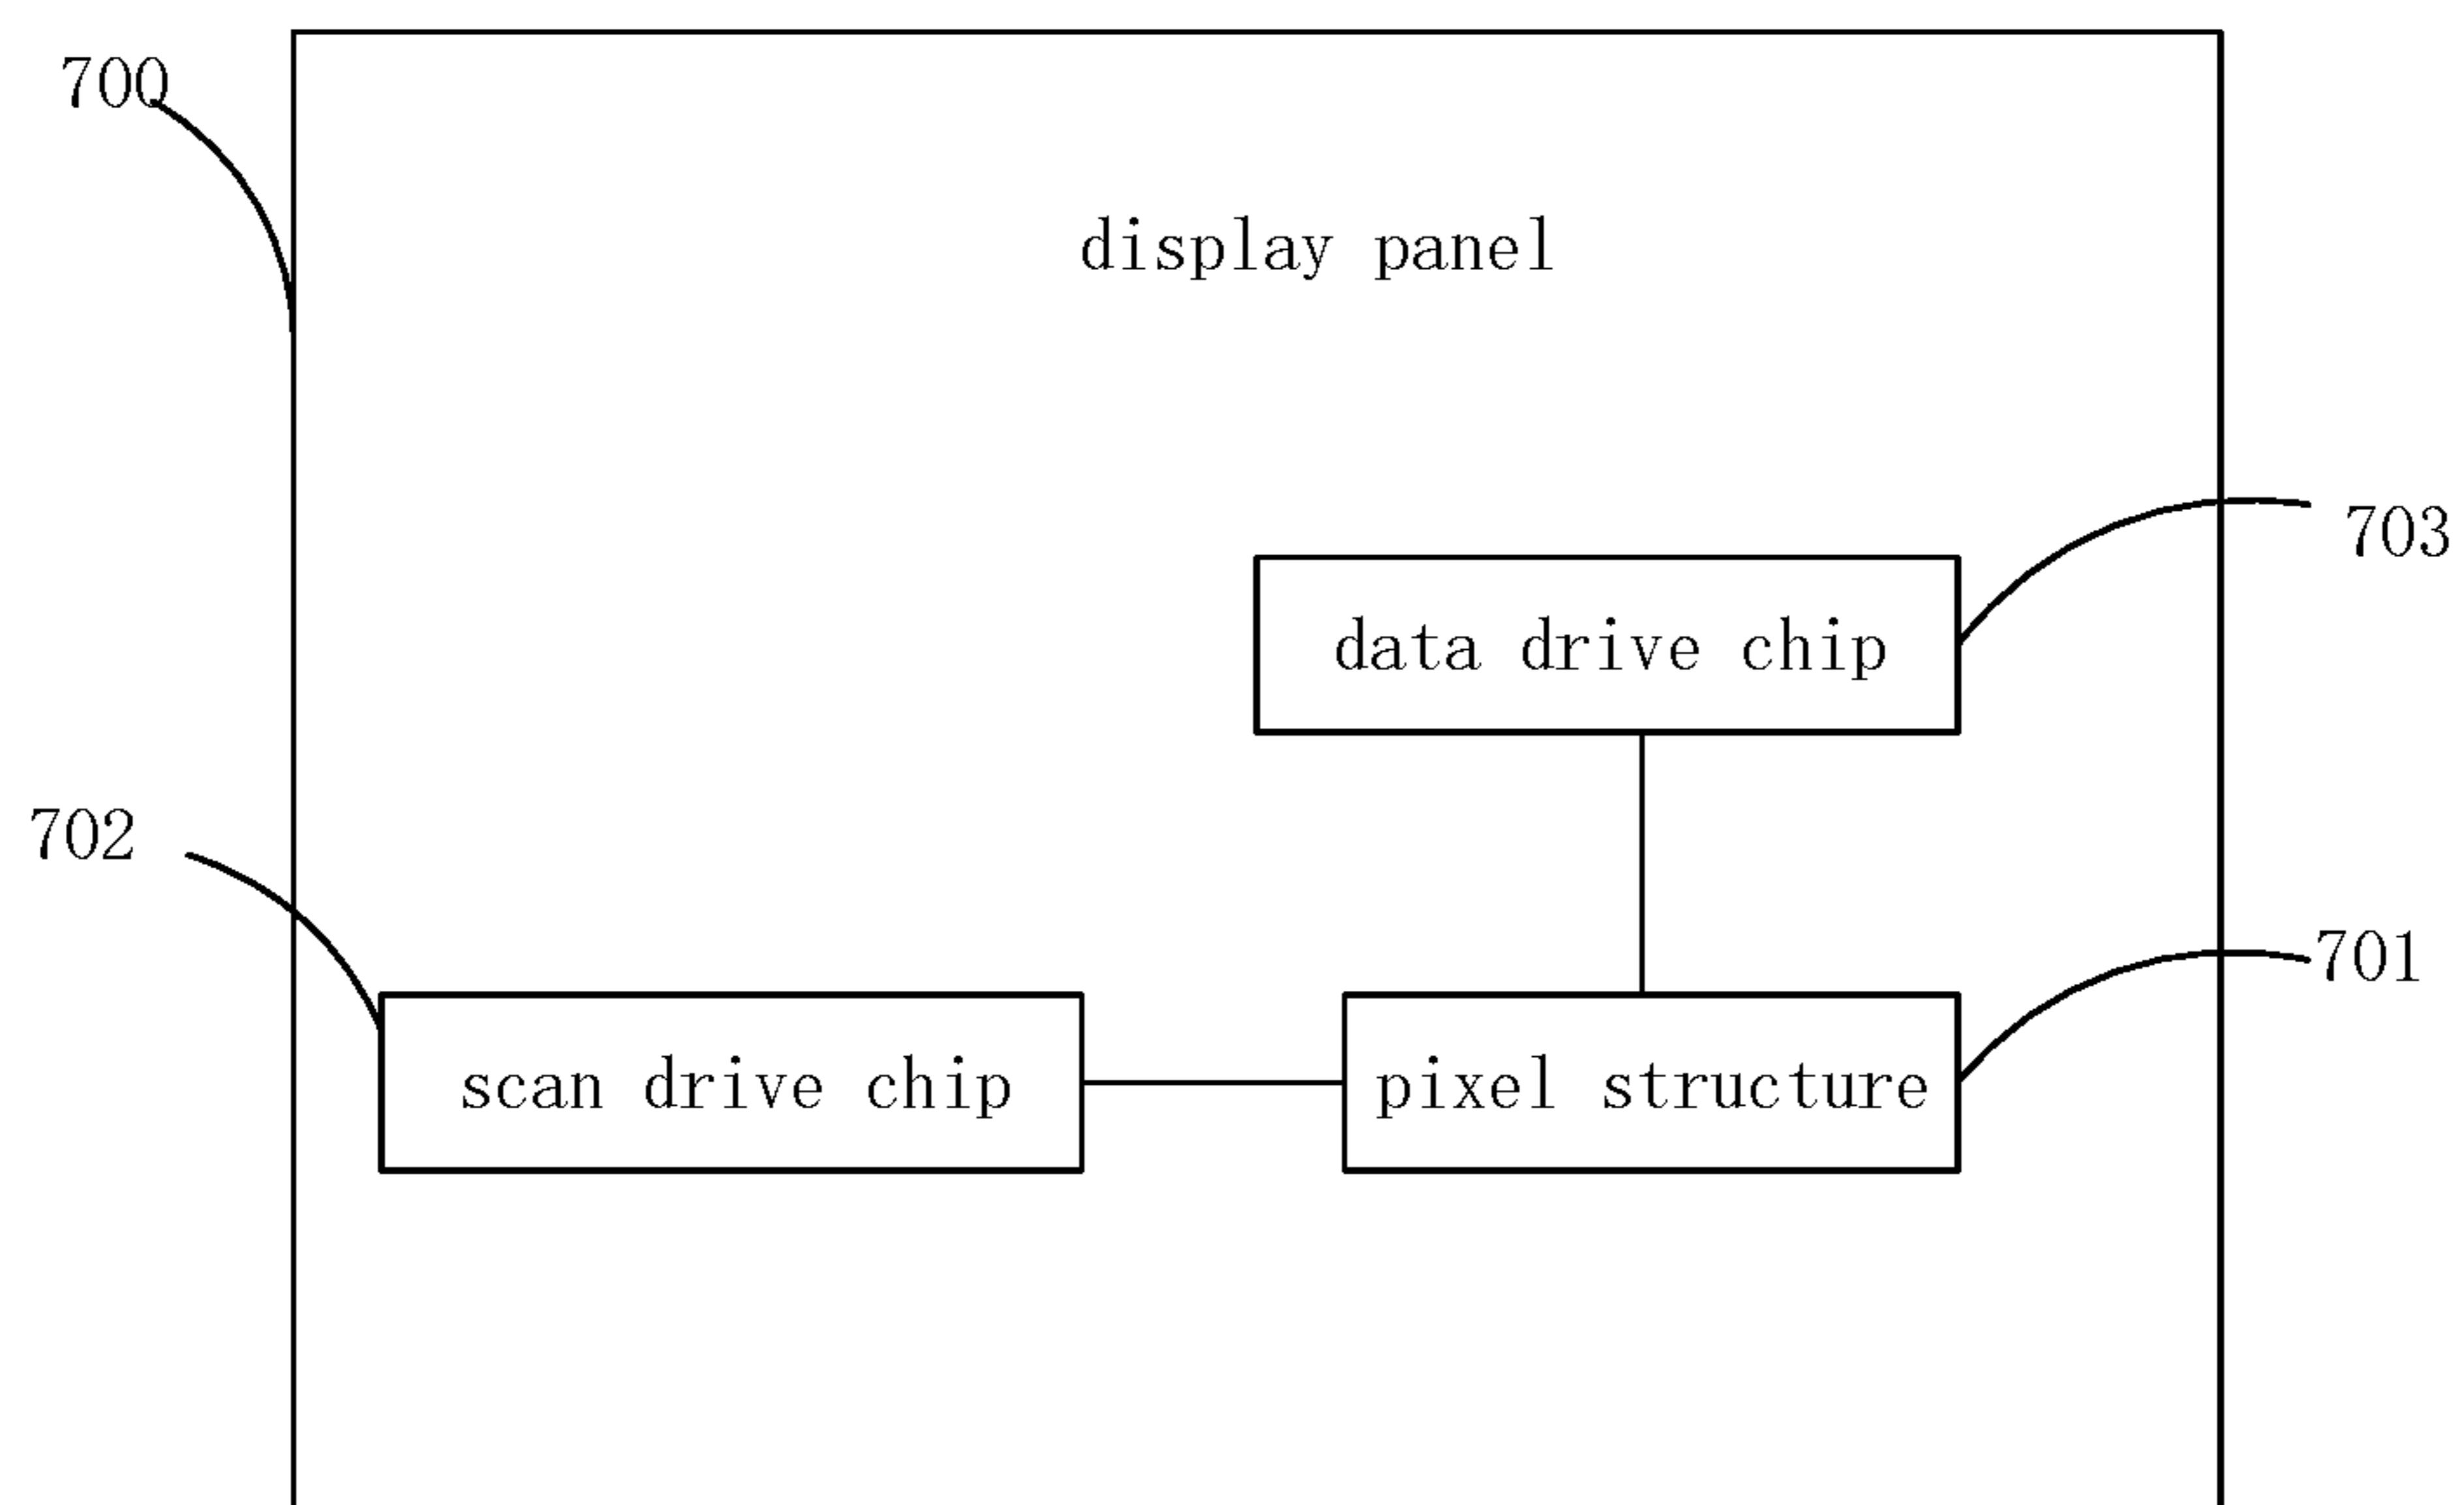 700
display panel
703
data drive chip
702
701
scan drive chip
pixel structure